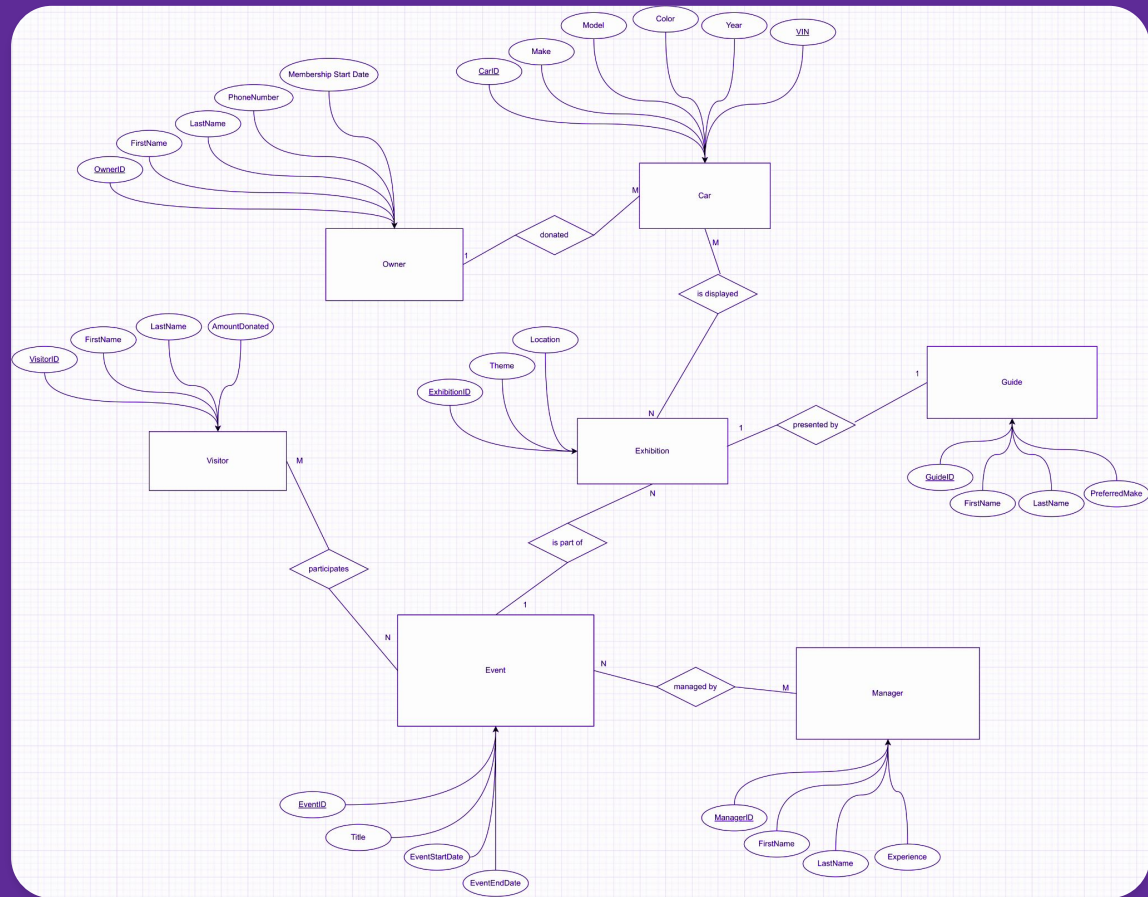 Color
Model
Year
VIN
Make
CarID
Membership Start Date
PhoneNumber
LastName
FirstName
OwnerID
M
Car
donated
1
Owner
M
is displayed
LastName
AmountDonated
FirstName
VisitorID
Location
Theme
ExhibitionID
N
1
Guide
1
presented by
Visitor
M
Exhibition
N
GuideID
FirstName
LastName
PreferredMake
is part of
participates
1
N
Event
N
managed by
M
Manager
EventID
Title
EventStartDate
EventEndDate
ManagerID
FirstName
LastName
Experience